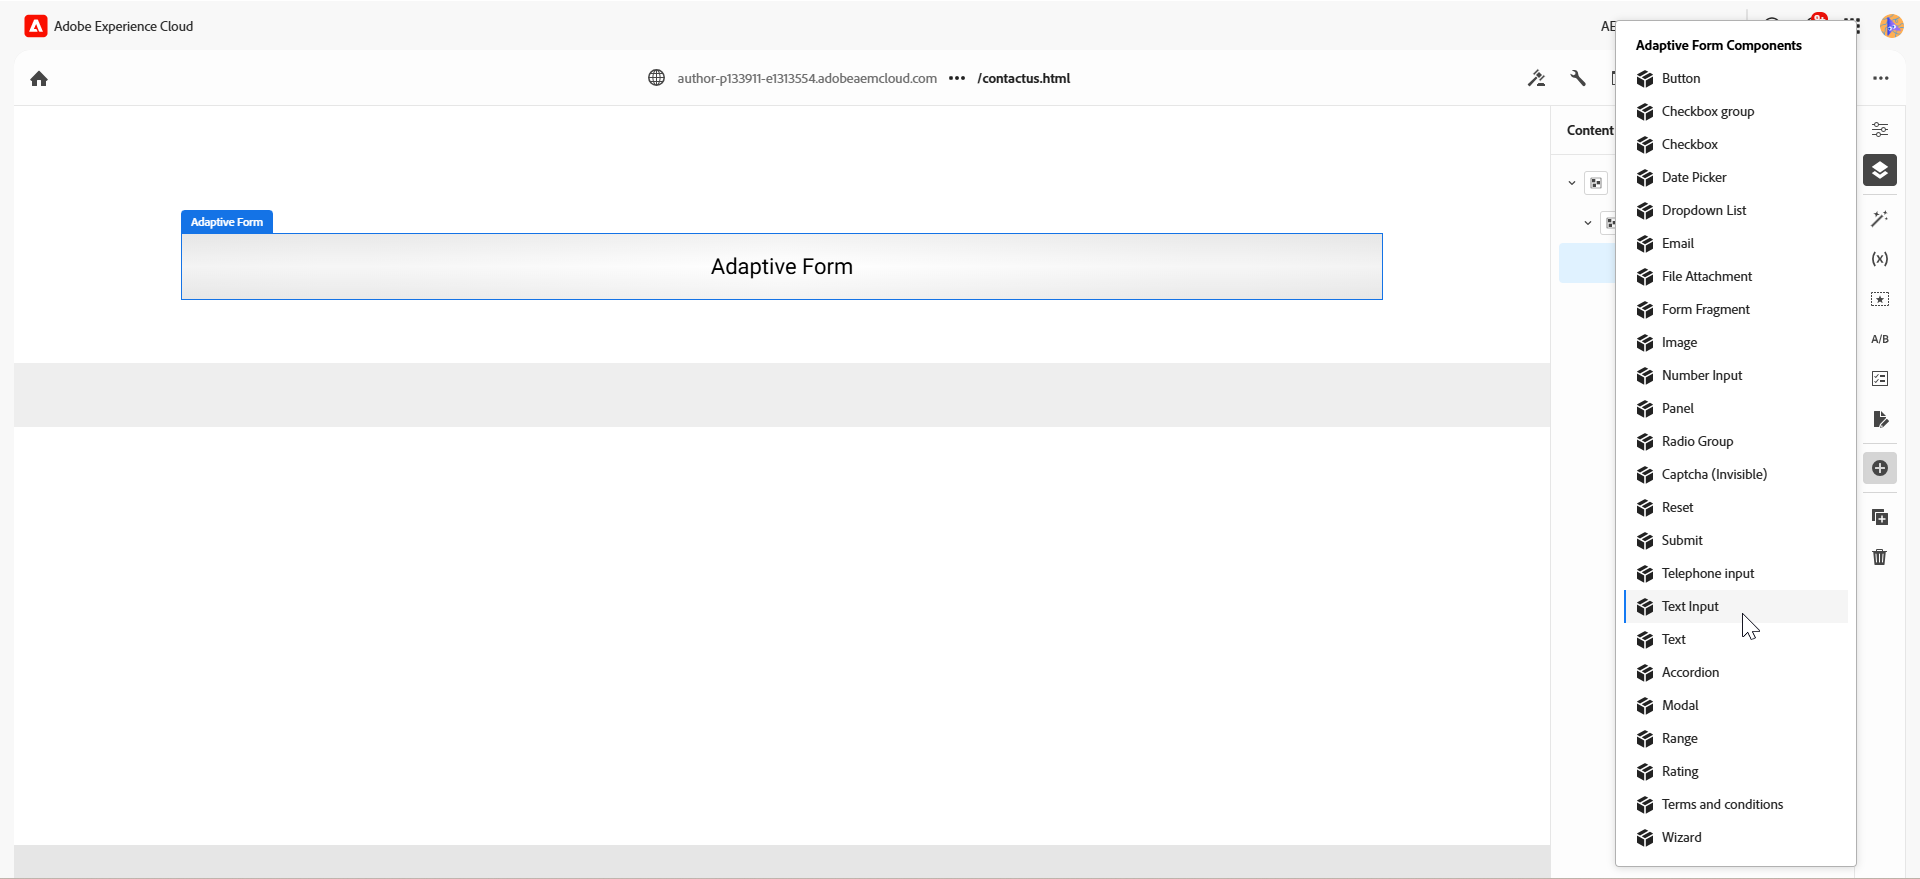 Adobe Experience Cloud
AE
9+
author-p133911-e1313554.adobeaemcloud.com ••• /contactus.html
Content
Adaptive Form
Adaptive Form
Adaptive Form Components
Button
Checkbox group
Checkbox
Date Picker
Dropdown List
Email
File Attachment
Form Fragment
Image
Number Input
Panel
Radio Group
Captcha (Invisible)
Reset
Submit
Telephone input
Text Input
Text
Accordion
Modal
Range
Rating
Terms and conditions
Wizard
(x)
A/B